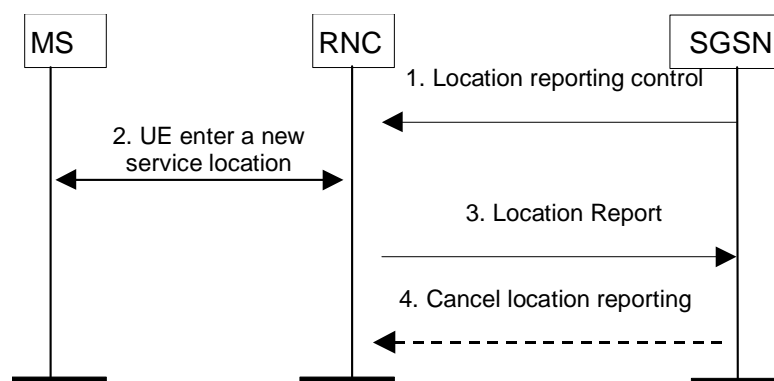 MS
RNC
SGSN
1. Location reporting control
2. UE enter a new
service location
3. Location Report
4. Cancel location reporting